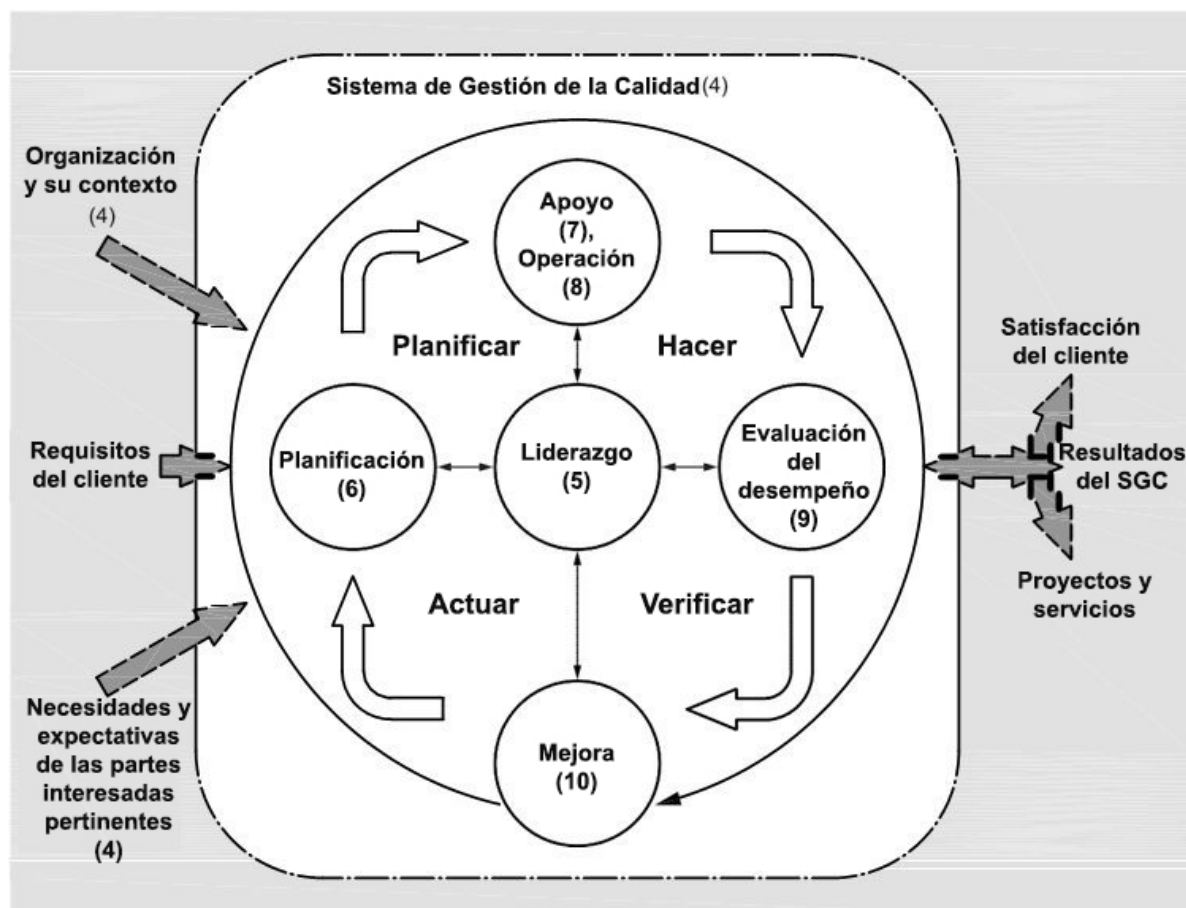 Sistema de Gestión de la Calidad(4)
Organización
y su contexto
(4)
Requisitos
del cliente
Necesidades y
expectativas
de las partes
interesadas
pertinentes
(4)
Apoyo
(7),
Operación
(8)
Planificar
Hacer
Planificación
(6)
Liderazgo
(5)
Evaluación
del
desempeño
(9)
Actuar
Verificar
Mejora
(10)
Satisfacción
del cliente
Resultados
del SGC
Proyectos y
servicios